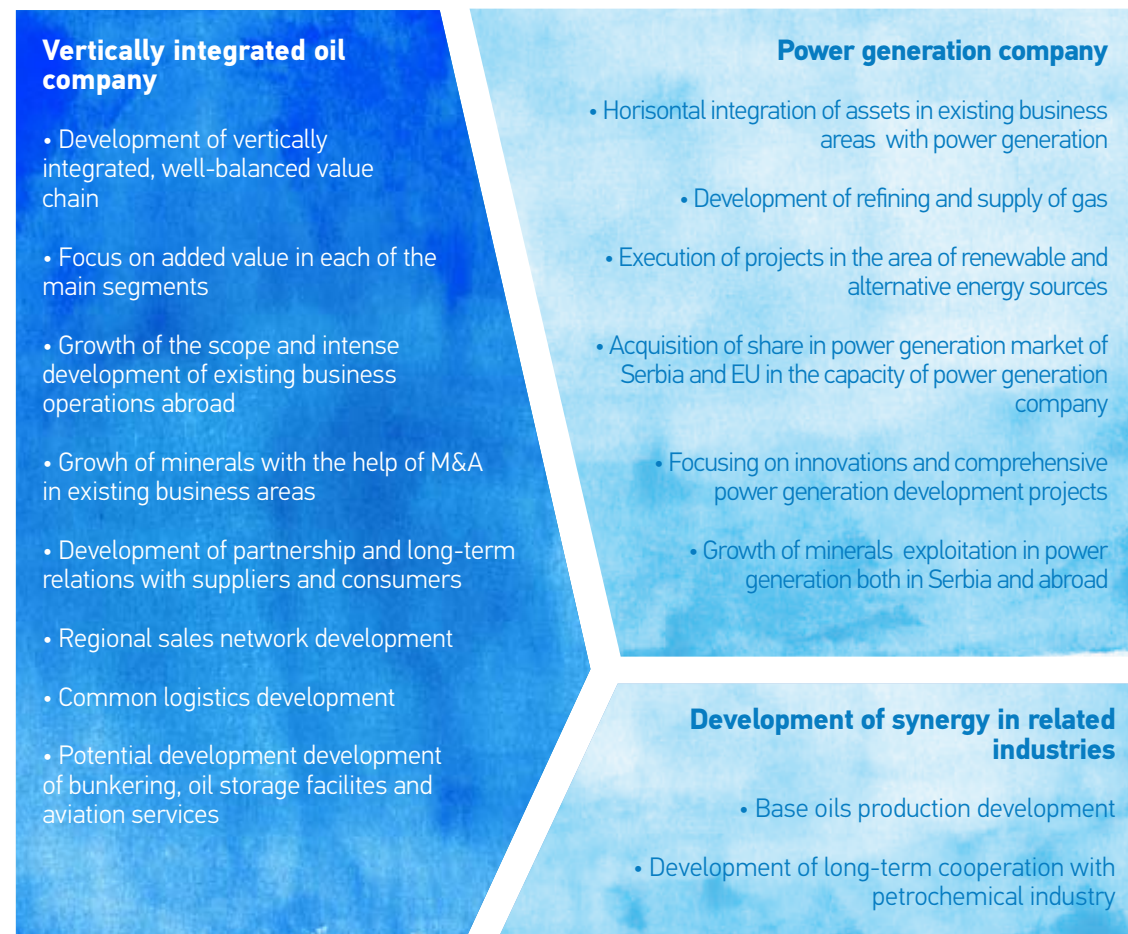 Vertically integrated oil
company
• Development of vertically
integrated, well-balanced value
chain
• Focus on added value in each of the
main segments
• Growth of the scope and intense
development of existing business
operations abroad
• Growh of minerals with the help of M&A
in existing business areas
• Development of partnership and long-term
relations with suppliers and consumers
• Regional sales network development
• Common logistics development
• Potential development development
of bunkering, oil storage facilites and
aviation services
Power generation company
• Horisontal integration of assets in existing business
areas with power generation
• Development of refining and supply of gas
• Execution of projects in the area of renewable and
alternative energy sources
• Acquisition of share in power generation market of
Serbia and EU in the capacity of power generation
company
• Focusing on innovations and comprehensive
power generation development projects
• Growth of minerals exploitation in power
generation both in Serbia and abroad
Development of synergy in related
industries
• Base oils production development
• Development of long-term cooperation with
petrochemical industry